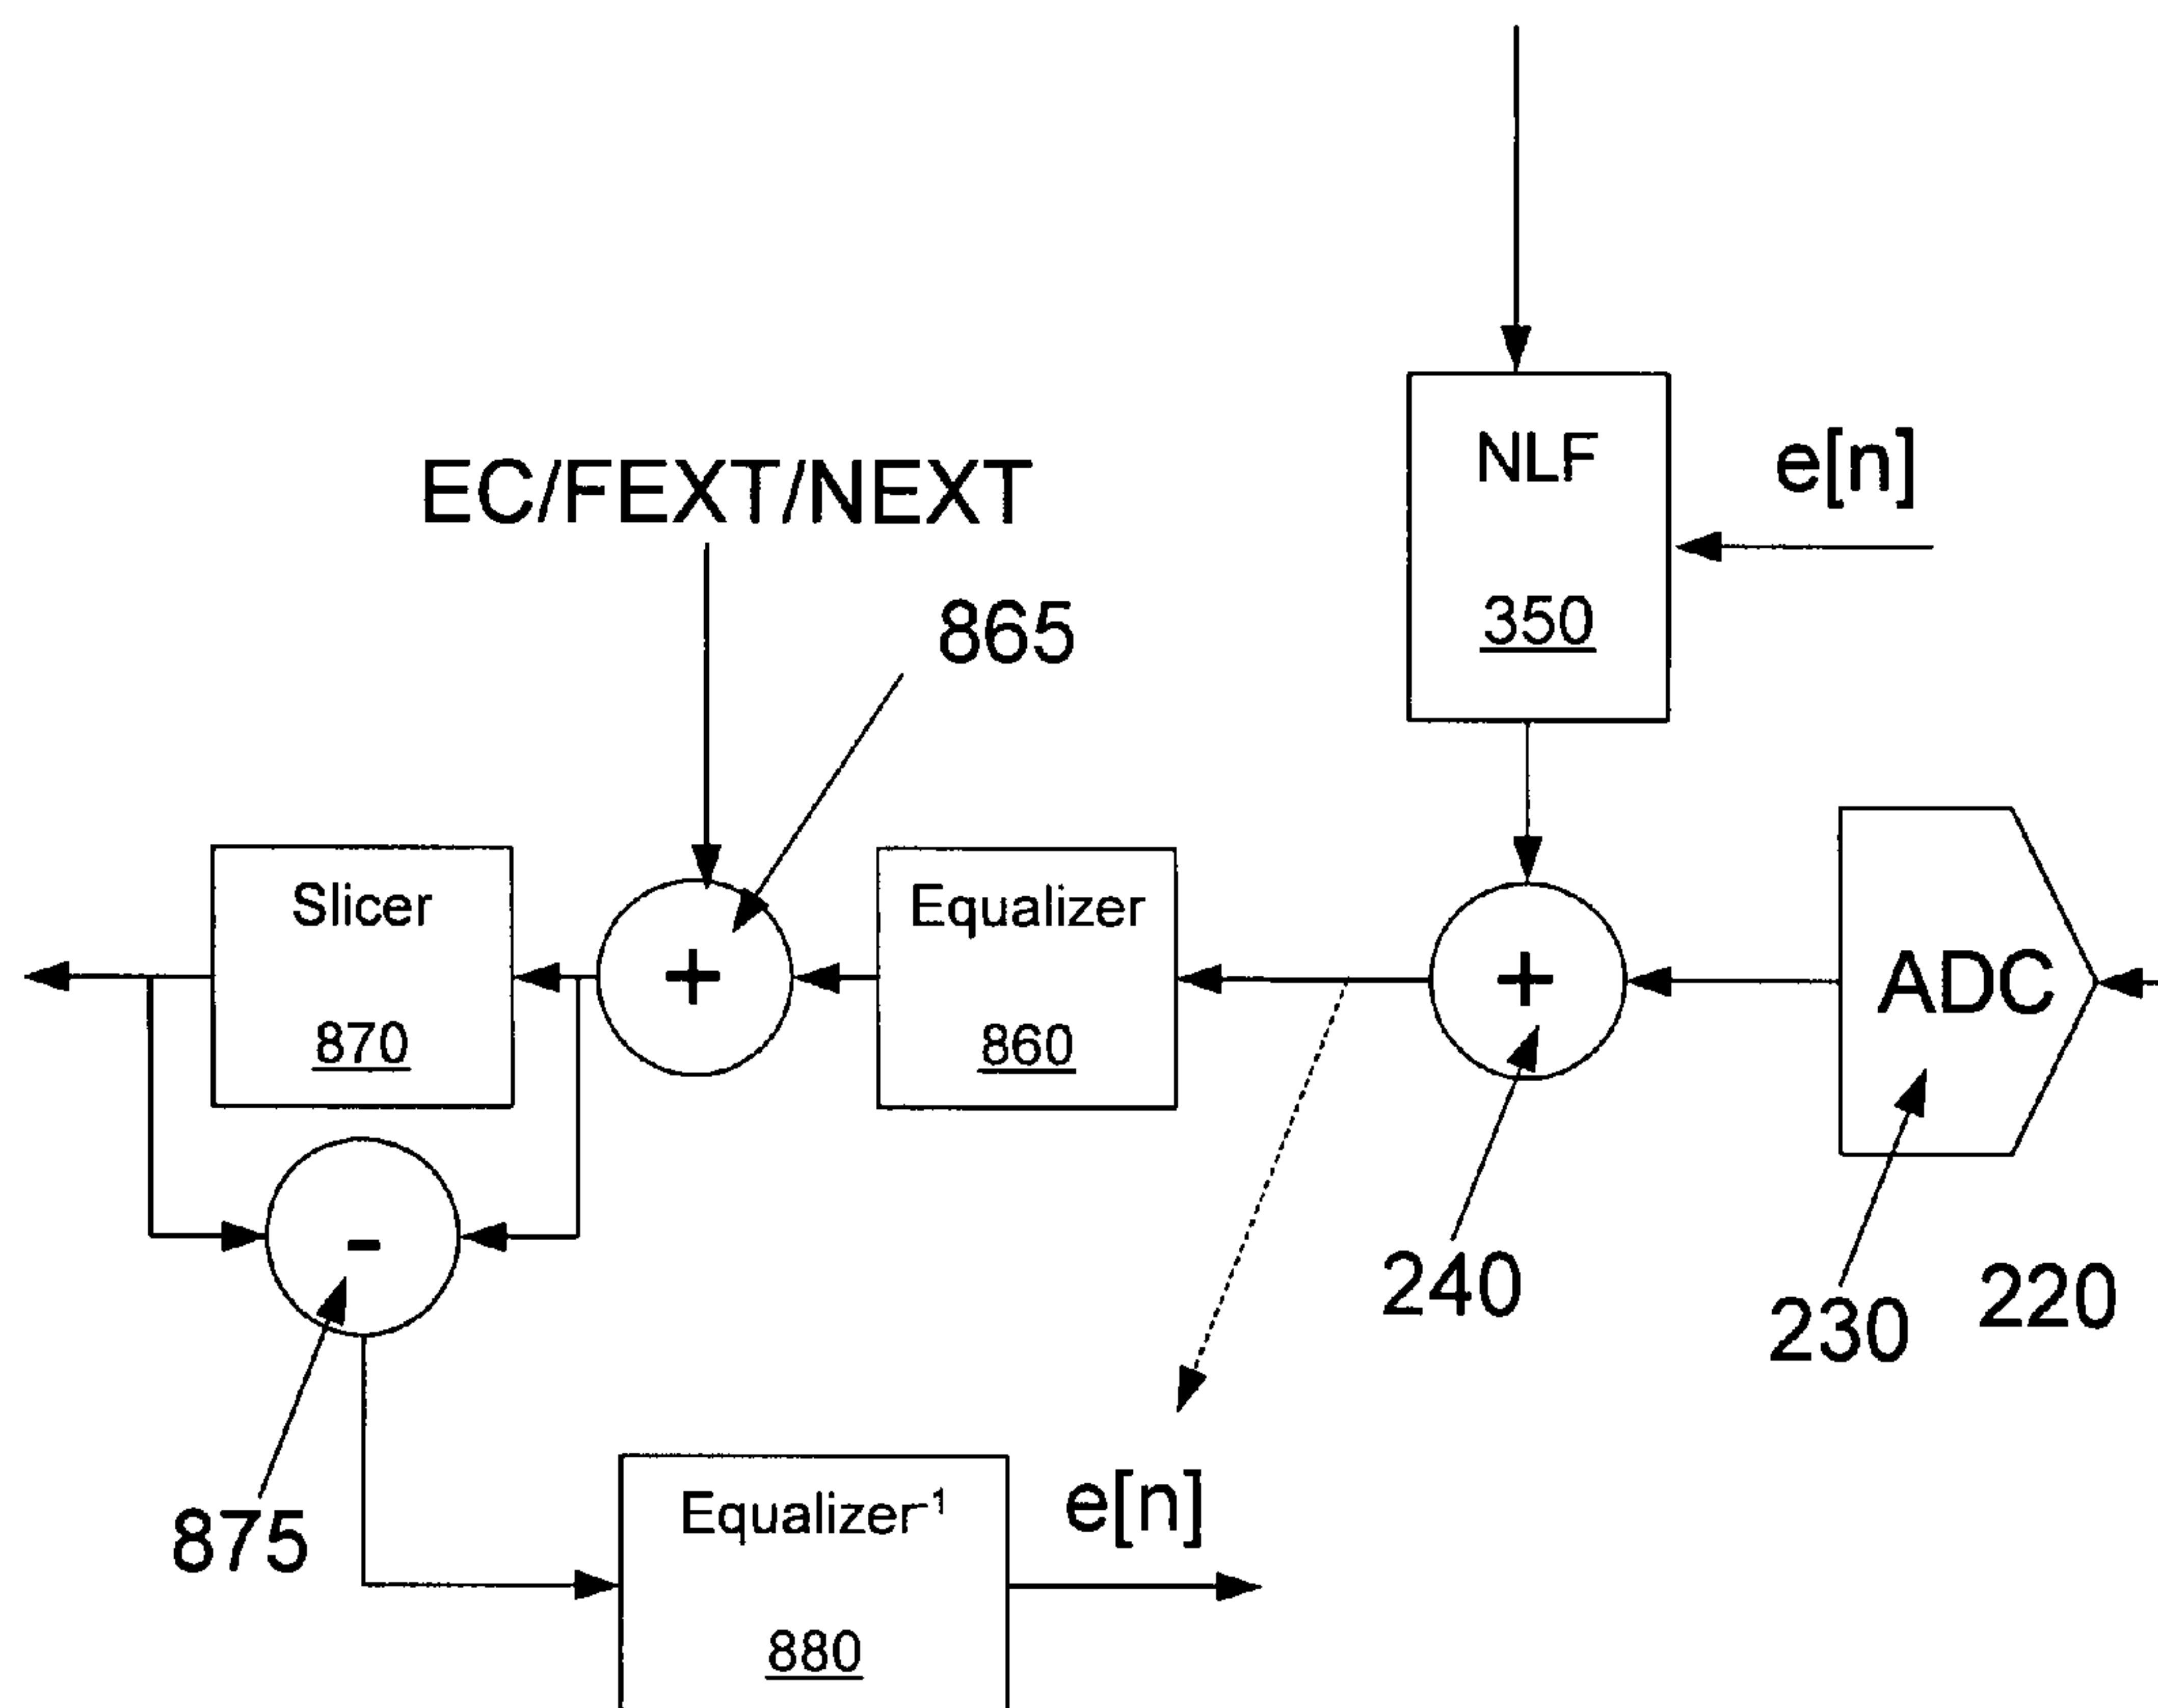 NLF
e[n]
350
EC/FEXT/NEXT
865
Slicer
870
+
Equalizer
860
+
ADC
240
230
220
-
875
Equalizer-1
e[n]
880